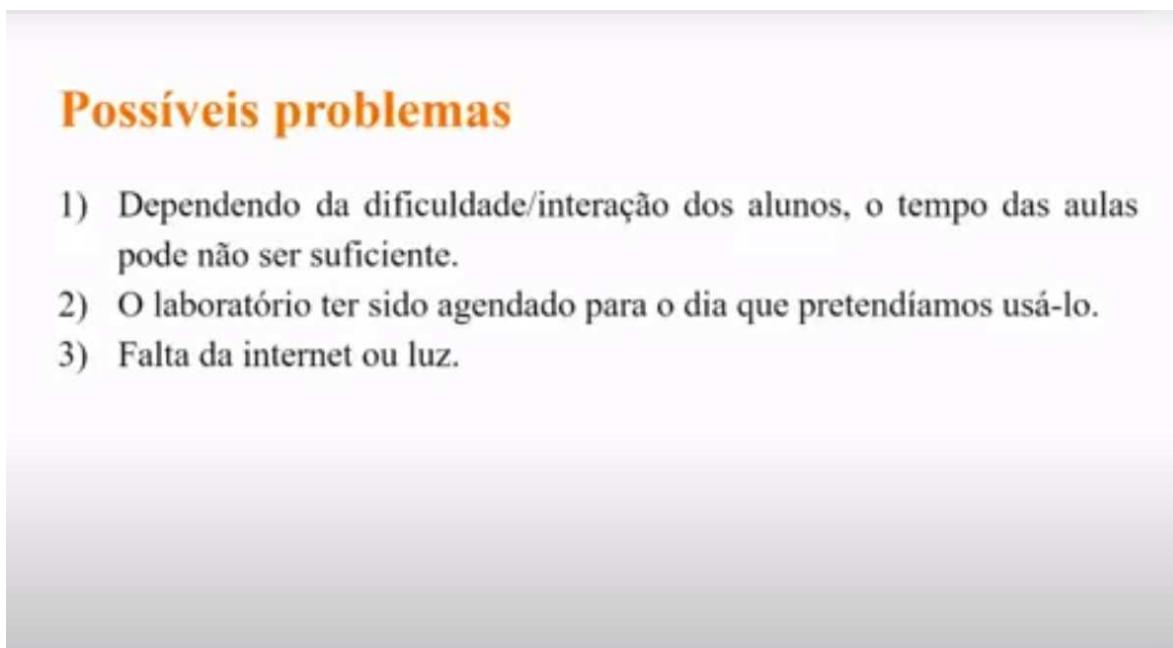 Possíveis problemas
1) Dependendo da dificuldade/interação dos alunos, o tempo das aulas
pode não ser suficiente.
2) O laboratório ter sido agendado para o dia que pretendíamos usá-lo.
3) Falta da internet ou luz.